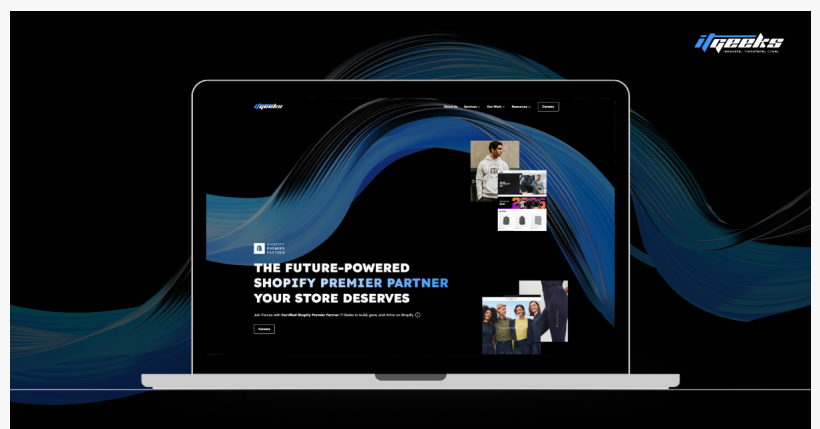 itgeeks
Innovate. Transform. Grow.
itgeeks
About Us Services Our Work Resources Careers
SHOPIFY
PREMIER
PARTNER
THE FUTURE-POWERED
SHOPIFY PREMIER PARTNER
YOUR STORE DESERVES
Join Forces with Certified Shopify Premier Partner IT Geeks to build, grow, and thrive on Shopify
Careers